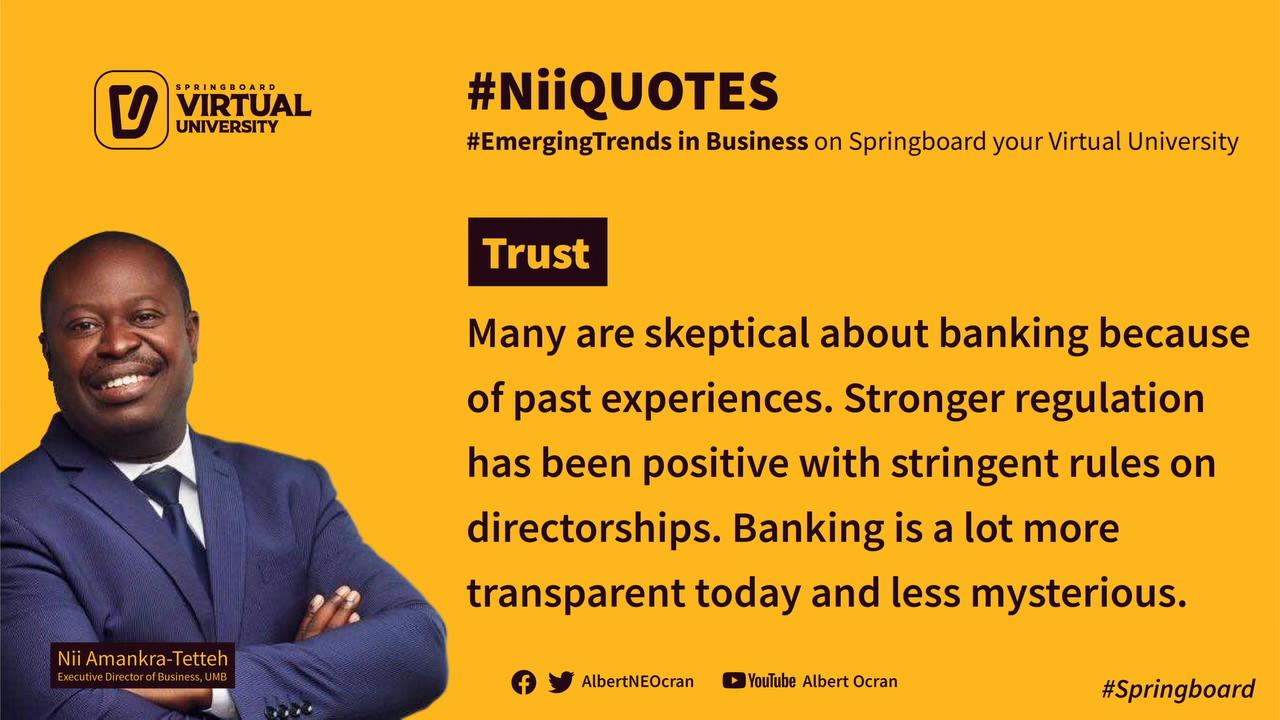 SPRINGBOARD
VIRTUAL
UNIVERSITY
#NiiQUOTES
#EmergingTrends in Business on Springboard your Virtual University
Trust
Many are skeptical about banking because
of past experiences. Stronger regulation
has been positive with stringent rules on
directorships. Banking is a lot more
transparent today and less mysterious.
Nii Amankra-Tetteh
Executive Director of Business, UMB
AlbertNEOcran
YouTube Albert Ocran
#Springboard